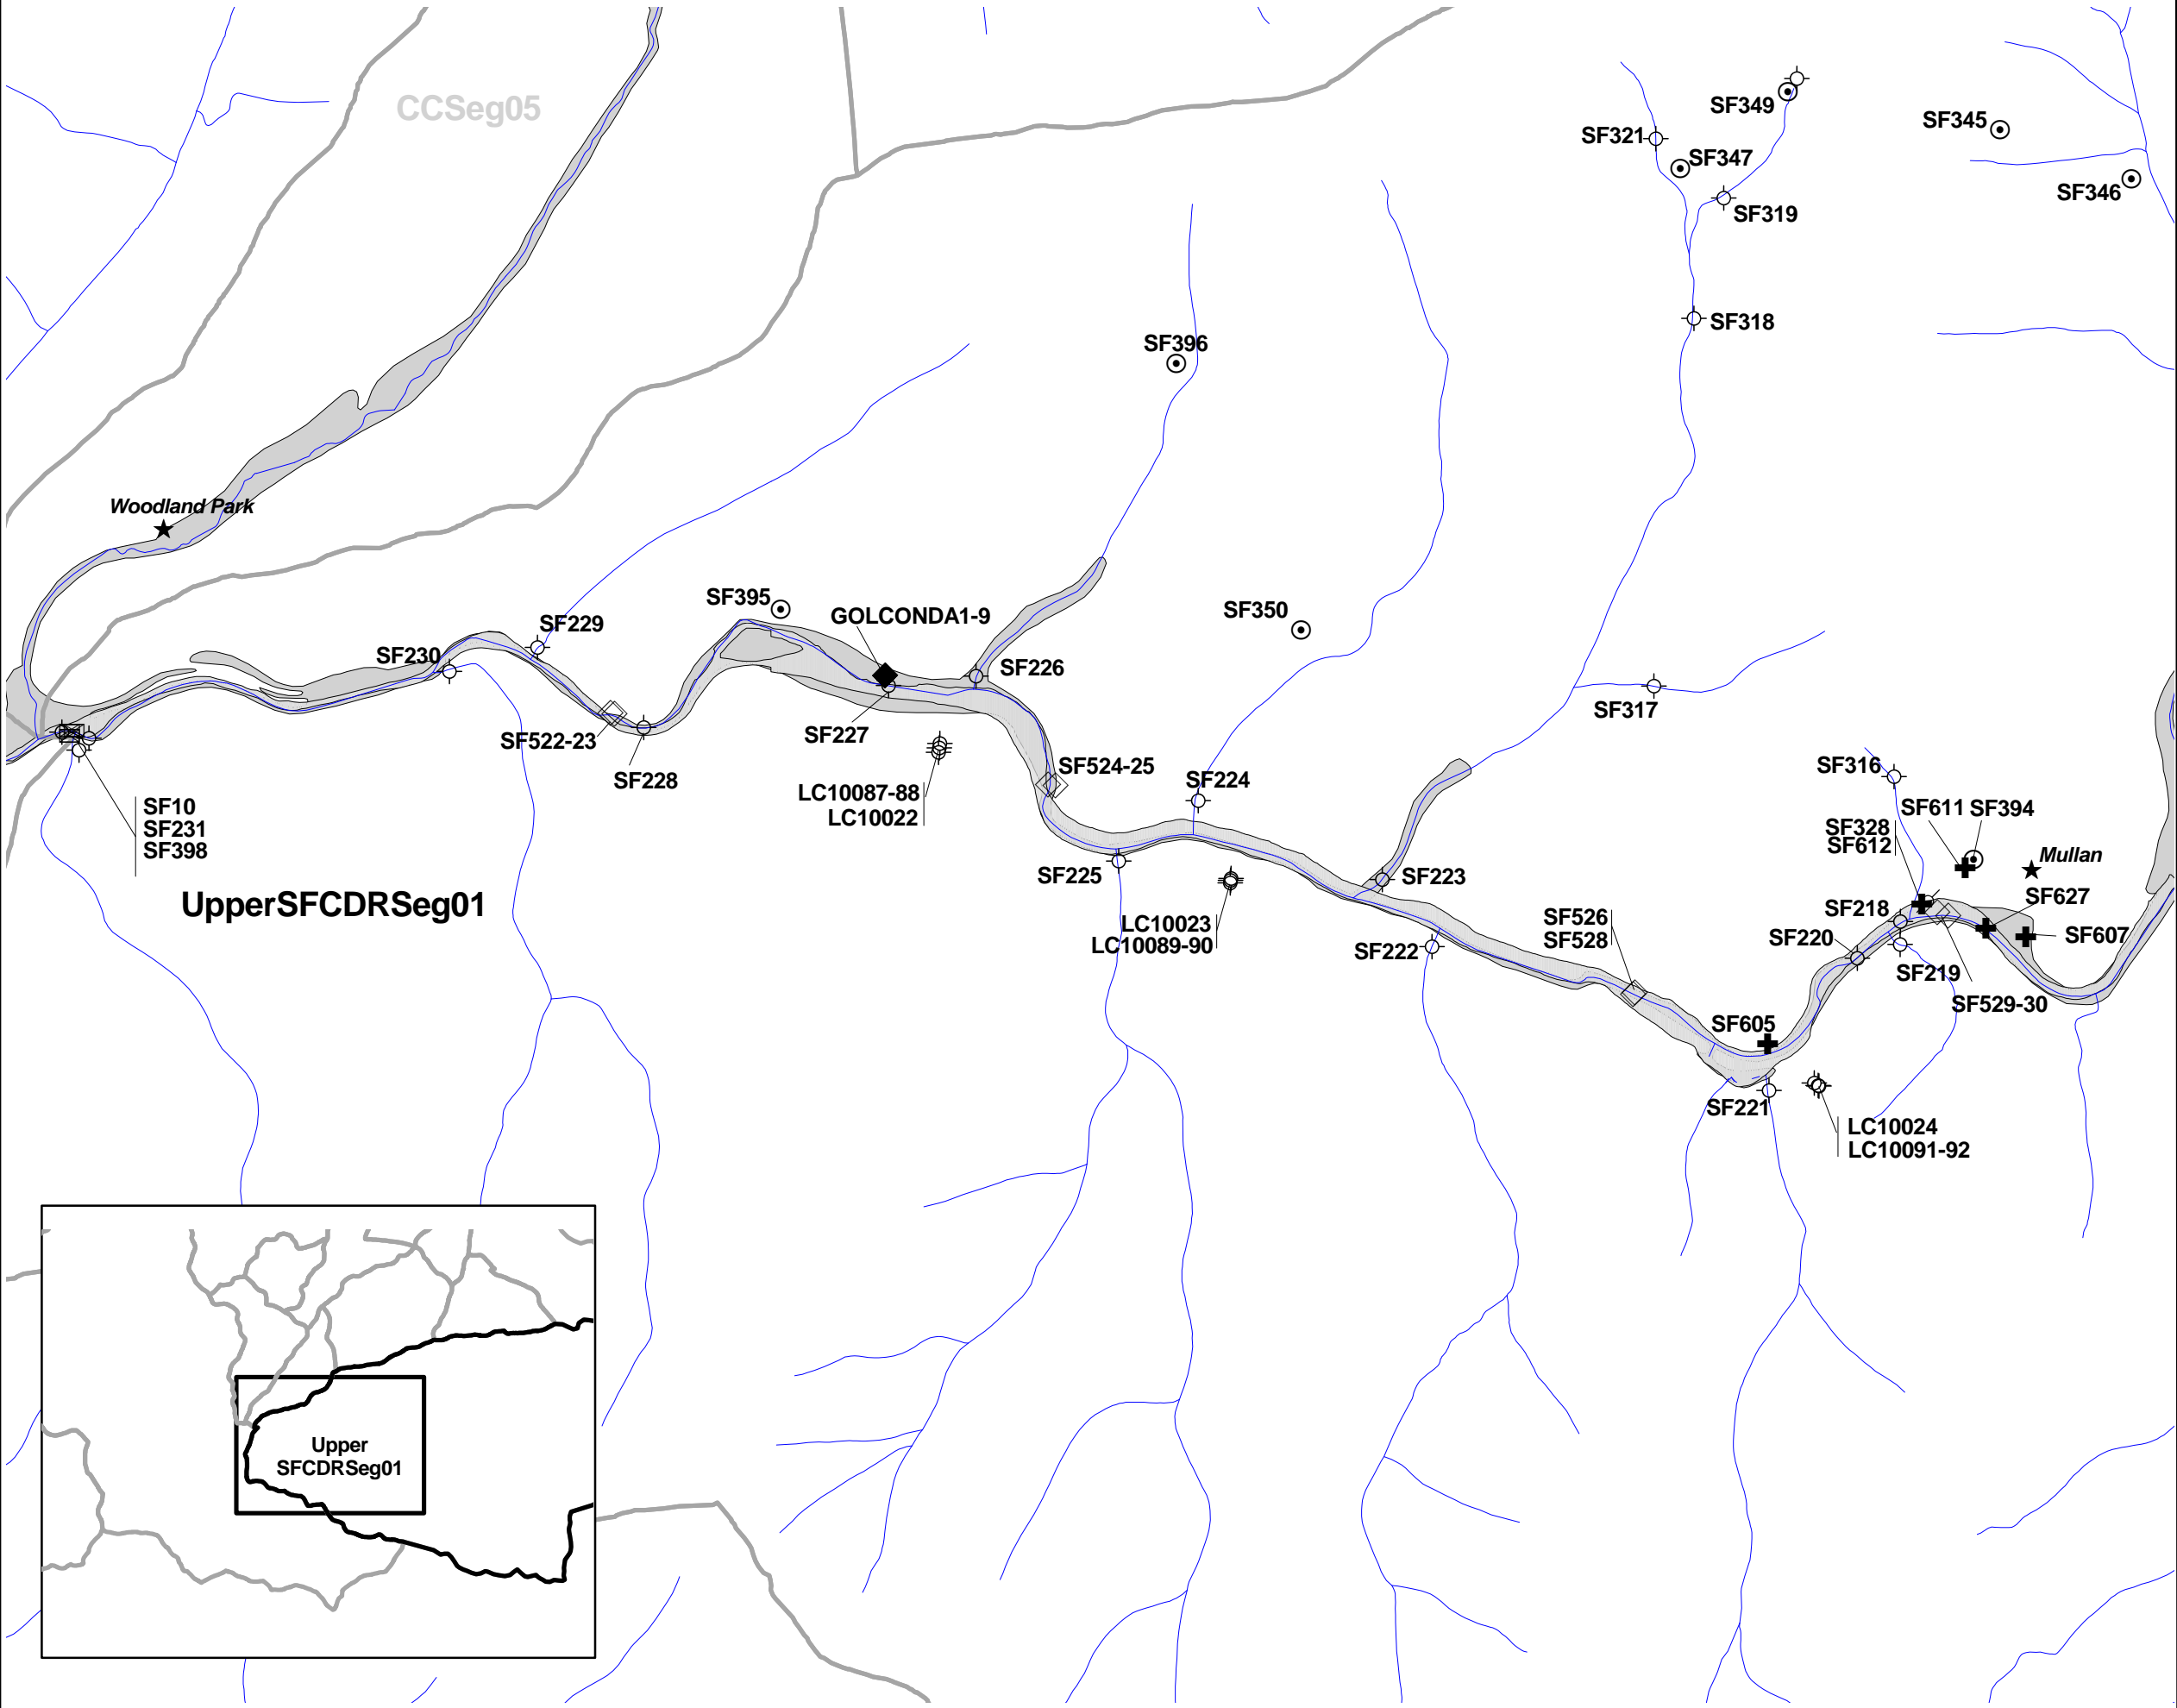 CCSeg05
SF349
SF345
SF321
SF347
SF346
SF319
SF318
SF396
Woodland Park
SF395
GOLCONDA1-9
SF350
SF229
SF230
SF226
SF317
SF227
SF522-23
SF228
SF524-25
SF224
SF316
LC10087-88
LC10022
SF10
SF231
SF398
SF611
SF394
SF328
SF612
Mullan
SF225
SF223
UpperSFCDRSeg01
SF627
SF218
SF526
SF528
LC10023
LC10089-90
SF222
SF220
SF607
SF219
SF529-30
SF605
SF221
LC10024
LC10091-92
Upper
SFCDRSeg01